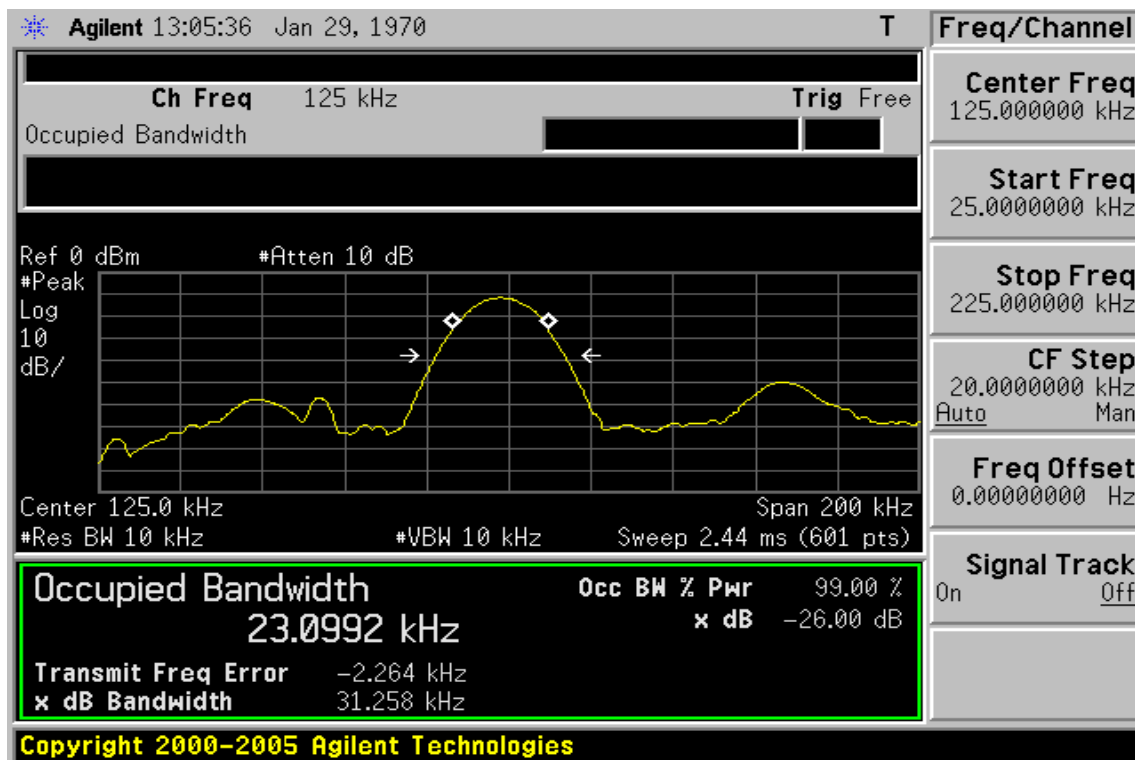 Agilent 13:05:36 Jan 29, 1970 T
Freq/Channel
Ch Freq 125 kHz Trig Free
Occupied Bandwidth
Center Freq
125.000000 kHz
Start Freq
25.0000000 kHz
Stop Freq
225.000000 kHz
CF Step
20.0000000 kHz
Auto Man
Freq Offset
0.00000000 Hz
Signal Track
On Off
Ref 0 dBm #Atten 10 dB
#Peak
Log
10
dB/
Center 125.0 kHz Span 200 kHz
#Res BW 10 kHz #VBW 10 kHz Sweep 2.44 ms (601 pts)
Occupied Bandwidth
23.0992 kHz
Occ BW % Pwr 99.00 %
x dB -26.00 dB
Transmit Freq Error -2.264 kHz
x dB Bandwidth 31.258 kHz
Copyright 2000-2005 Agilent Technologies